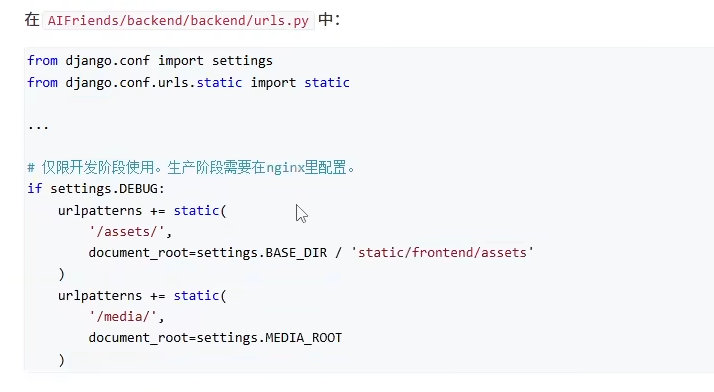 在 AIFriends/backend/backend/urls.py 中：
from django.conf import settings
from django.conf.urls.static import static
...
# 仅限开发阶段使用。生产阶段需要在nginx里配置。
if settings.DEBUG:
    urlpatterns += static(
        '/assets/',
        document_root=settings.BASE_DIR / 'static/frontend/assets'
    )
    urlpatterns += static(
        '/media/',
        document_root=settings.MEDIA_ROOT
    )